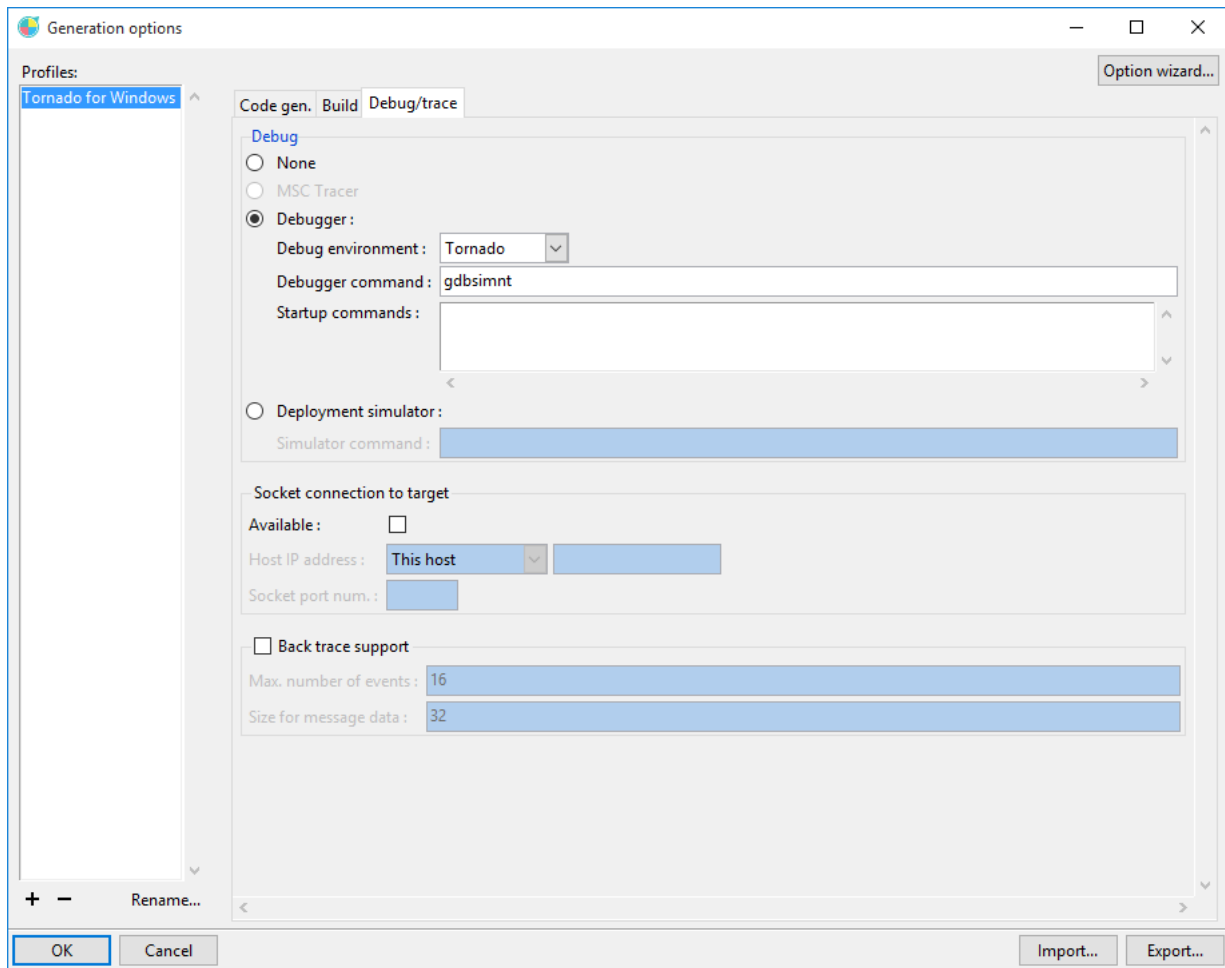 Generation options
Profiles:
Option wizard...
Tornado for Windows
Code gen. Build Debug/trace
Debug
None
MSC Tracer
Debugger :
Debug environment : Tornado
Debugger command : gdbsimnt
Startup commands :
Deployment simulator :
Simulator command :
Socket connection to target
Available :
Host IP address : This host
Socket port num. :
Back trace support
Max. number of events : 16
Size for message data : 32
+ − Rename...
OK Cancel Import... Export...